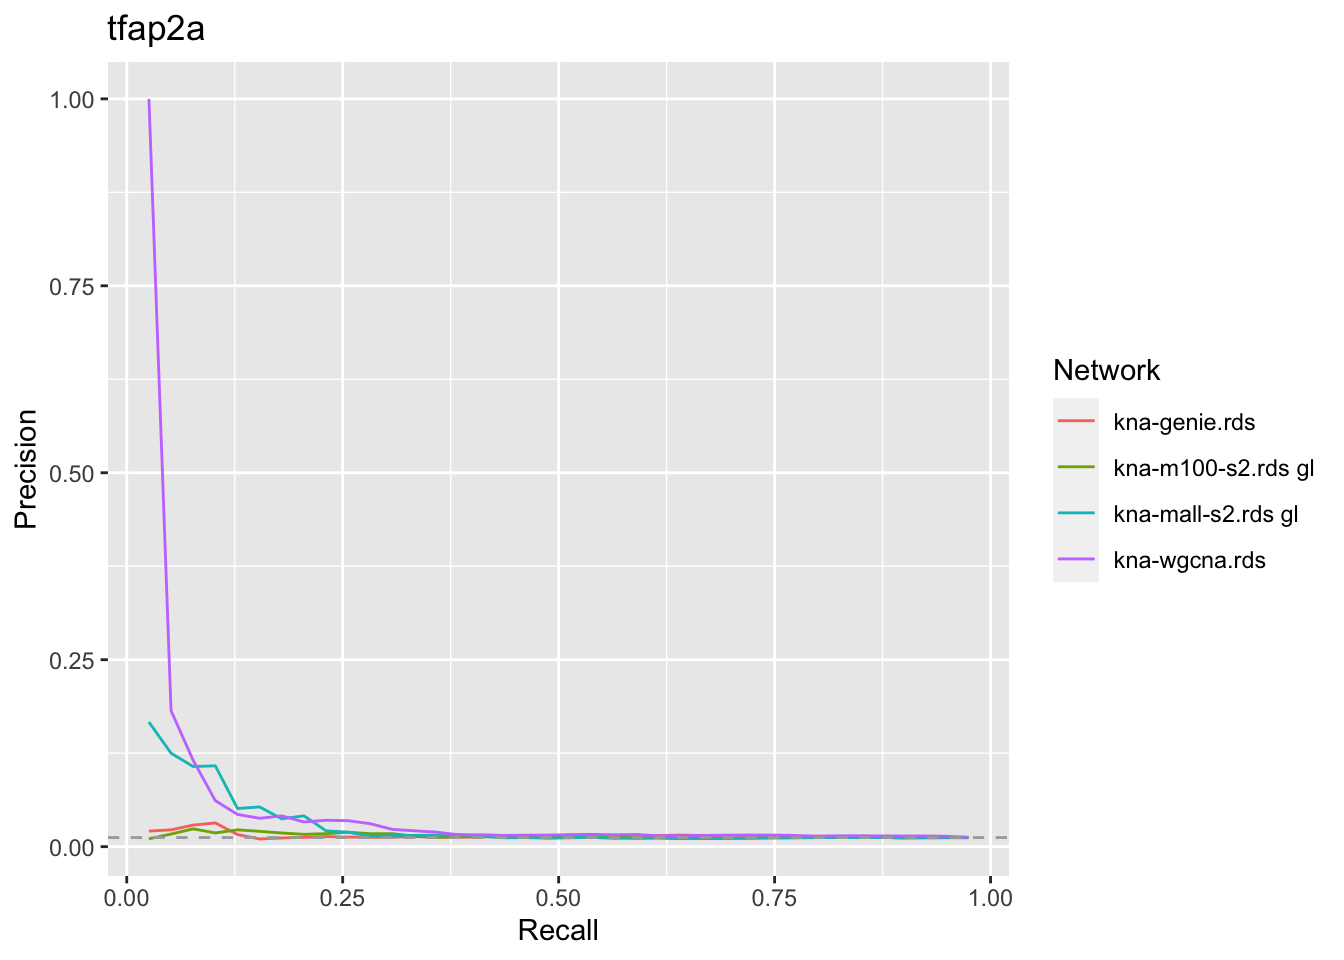 tfap2a
1.00
0.75
0.50
0.25
0.00
Precision
0.00 0.25 0.50 0.75 1.00
Recall
Network
kna-genie.rds
kna-m100-s2.rds gl
kna-mall-s2.rds gl
kna-wgcna.rds